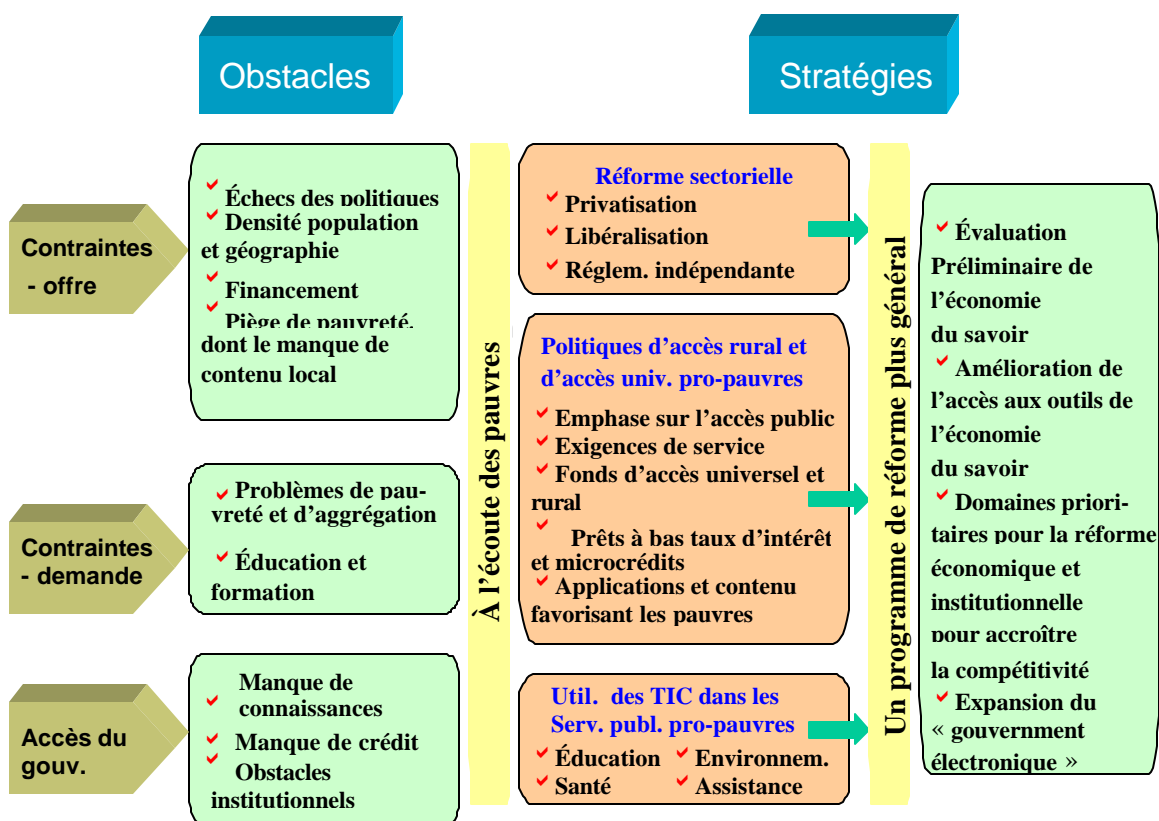 Obstacles
Stratégies
Contraintes
- offre
Échecs des politiques
Densité population
et géographie
Financement
Piège de pauvreté,
dont le manque de
contenu local
Contraintes
- demande
Problèmes de pau-
vreté et d’aggrégation
Éducation et
formation
Accès du
gouv.
Manque de
connaissances
Manque de crédit
Obstacles
institutionnels
À l’écoute des pauvres
Réforme sectorielle
Privatisation
Libéralisation
Réglem. indépendante
Politiques d’accès rural et
d’accès univ. pro-pauvres
Emphase sur l’accès public
Exigences de service
Fonds d’accès universel et
rural
Prêts à bas taux d’intérêt
et microcrédits
Applications et contenu
favorisant les pauvres
Util. des TIC dans les
Serv. publ. pro-pauvres
Éducation
Environnem.
Santé
Assistance
Un programme de réforme plus général
Évaluation
Préliminaire de
l’économie
du savoir
Amélioration de
l’accès aux outils de
l’économie
du savoir
Domaines priori-
taires pour la réforme
économique et
institutionnelle
pour accroître
la compétitivité
Expansion du
« gouvernment
électronique »